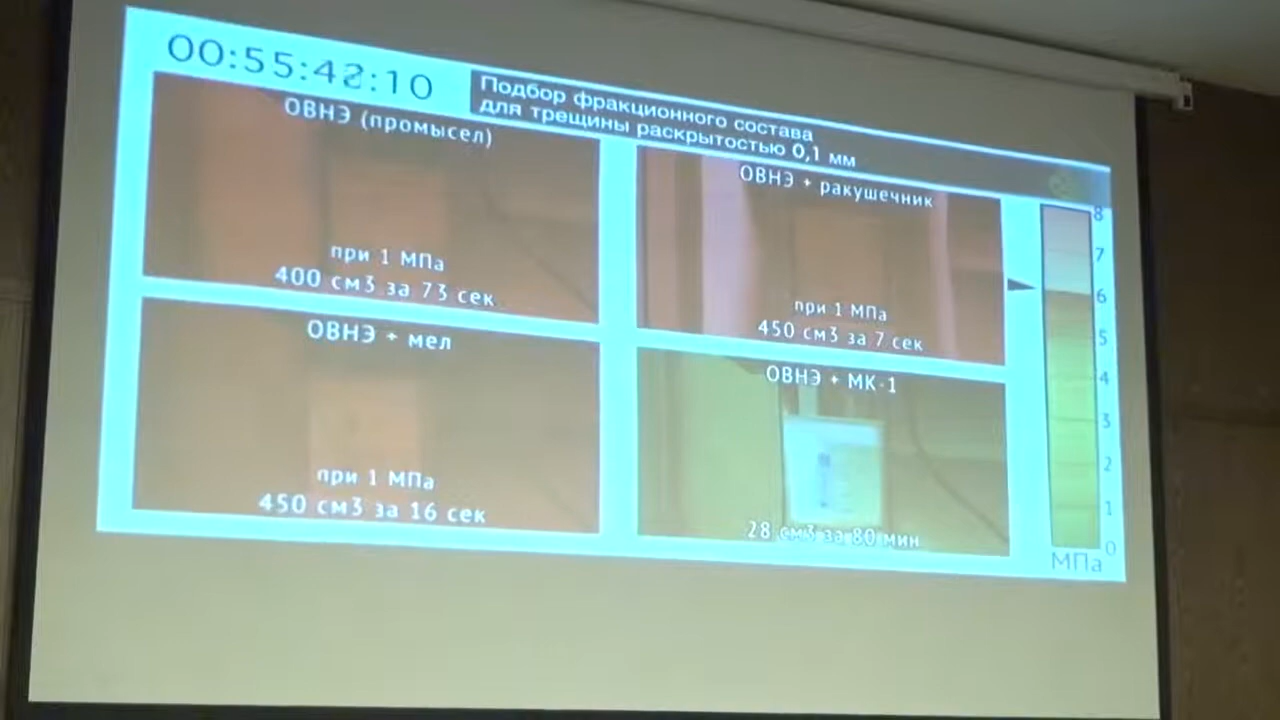 00:55:42:10
Подбор фракционного состава
для трещины раскрытостью 0,1 мм
ОВНЭ (промысел)
при 1 МПа
400 см3 за 73 сек
ОВНЭ + ракушечник
при 1 МПа
450 см3 за 7 сек
ОВНЭ + мел
при 1 МПа
450 см3 за 16 сек
ОВНЭ + МК-1
28 см3 за 80 мин
8
7
6
5
4
3
2
1
0
МПа